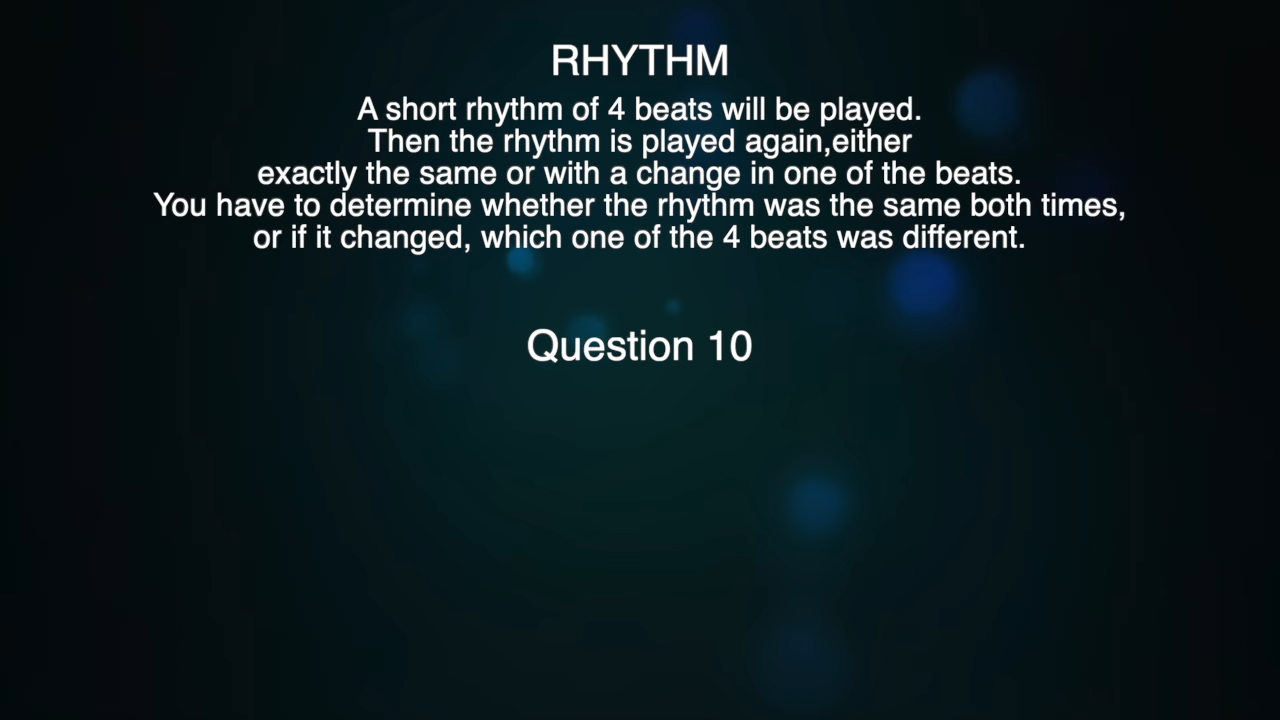 RHYTHM
A short rhythm of 4 beats will be played.
Then the rhythm is played again,either
exactly the same or with a change in one of the beats.
You have to determine whether the rhythm was the same both times,
or if it changed, which one of the 4 beats was different.
Question 10